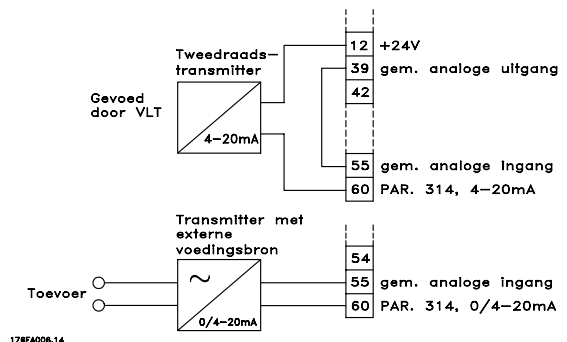 12 +24V
Tweedraads-
transmitter
39 gem. analoge uitgang
42
Gevoed
door VLT
4-20mA
55 gem. analoge ingang
60 PAR. 314, 4-20mA
Transmitter met
externe
voedingsbron
54
~
55 gem. analoge ingang
Toevoer
60 PAR. 314, 0/4-20mA
0/4-20mA
178FA006.14